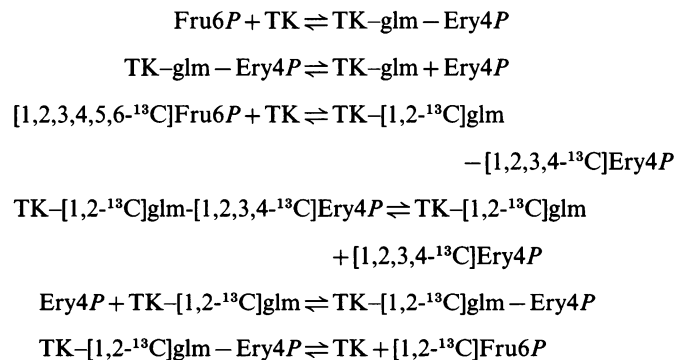 Fru6P + TK ⇌ TK–glm – Ery4P
TK–glm – Ery4P ⇌ TK–glm + Ery4P
[1,2,3,4,5,6-¹³C]Fru6P + TK ⇌ TK–[1,2-¹³C]glm
–[1,2,3,4-¹³C]Ery4P
TK–[1,2-¹³C]glm-[1,2,3,4-¹³C]Ery4P ⇌ TK–[1,2-¹³C]glm
+[1,2,3,4-¹³C]Ery4P
Ery4P + TK–[1,2-¹³C]glm ⇌ TK–[1,2-¹³C]glm – Ery4P
TK–[1,2-¹³C]glm – Ery4P ⇌ TK + [1,2-¹³C]Fru6P